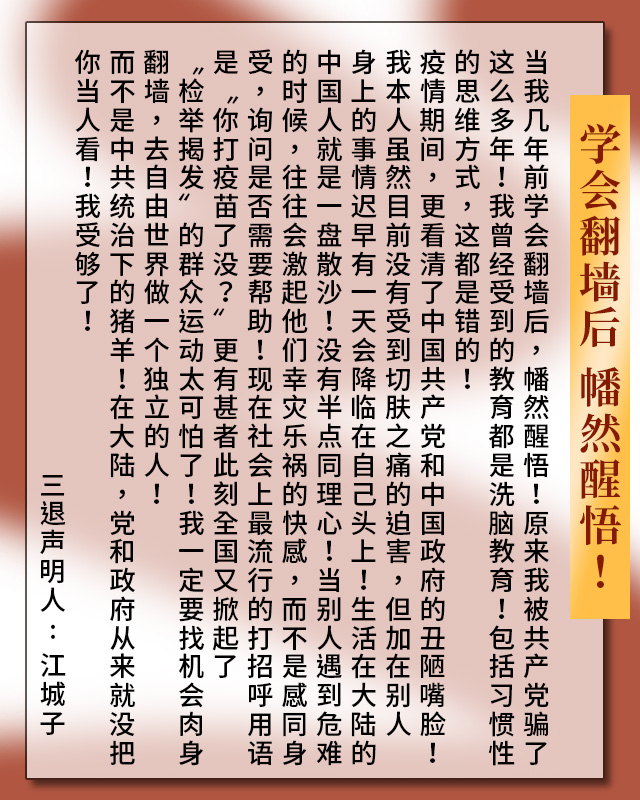 学会翻墙后 幡然醒悟！
当我几年前学会翻墙后，幡然醒悟！原来我被共产党骗了
这么多年！我曾经受到的教育都是洗脑教育！包括习惯性
的思维方式，这都是错的！
疫情期间，更看清了中国共产党和中国政府的丑陋嘴脸！
我本人虽然目前没有受到切肤之痛的迫害，但加在别人
身上的事情迟早有一天会降临在自己头上！生活在大陆的
中国人就是一盘散沙！没有半点同理心！当别人遇到危难
的时候，往往会激起他们幸灾乐祸的快感，而不是感同身
受，询问是否需要帮助！现在社会上最流行的打招呼用语
是〝你打疫苗了没？〞更有甚者此刻全国又掀起了
〝检举揭发〞的群众运动太可怕了！我一定要找机会肉身
翻墙，去自由世界做一个独立的人！
而不是中共统治下的猪羊！在大陆，党和政府从来就没把
你当人看！我受够了！
三退声明人：江城子